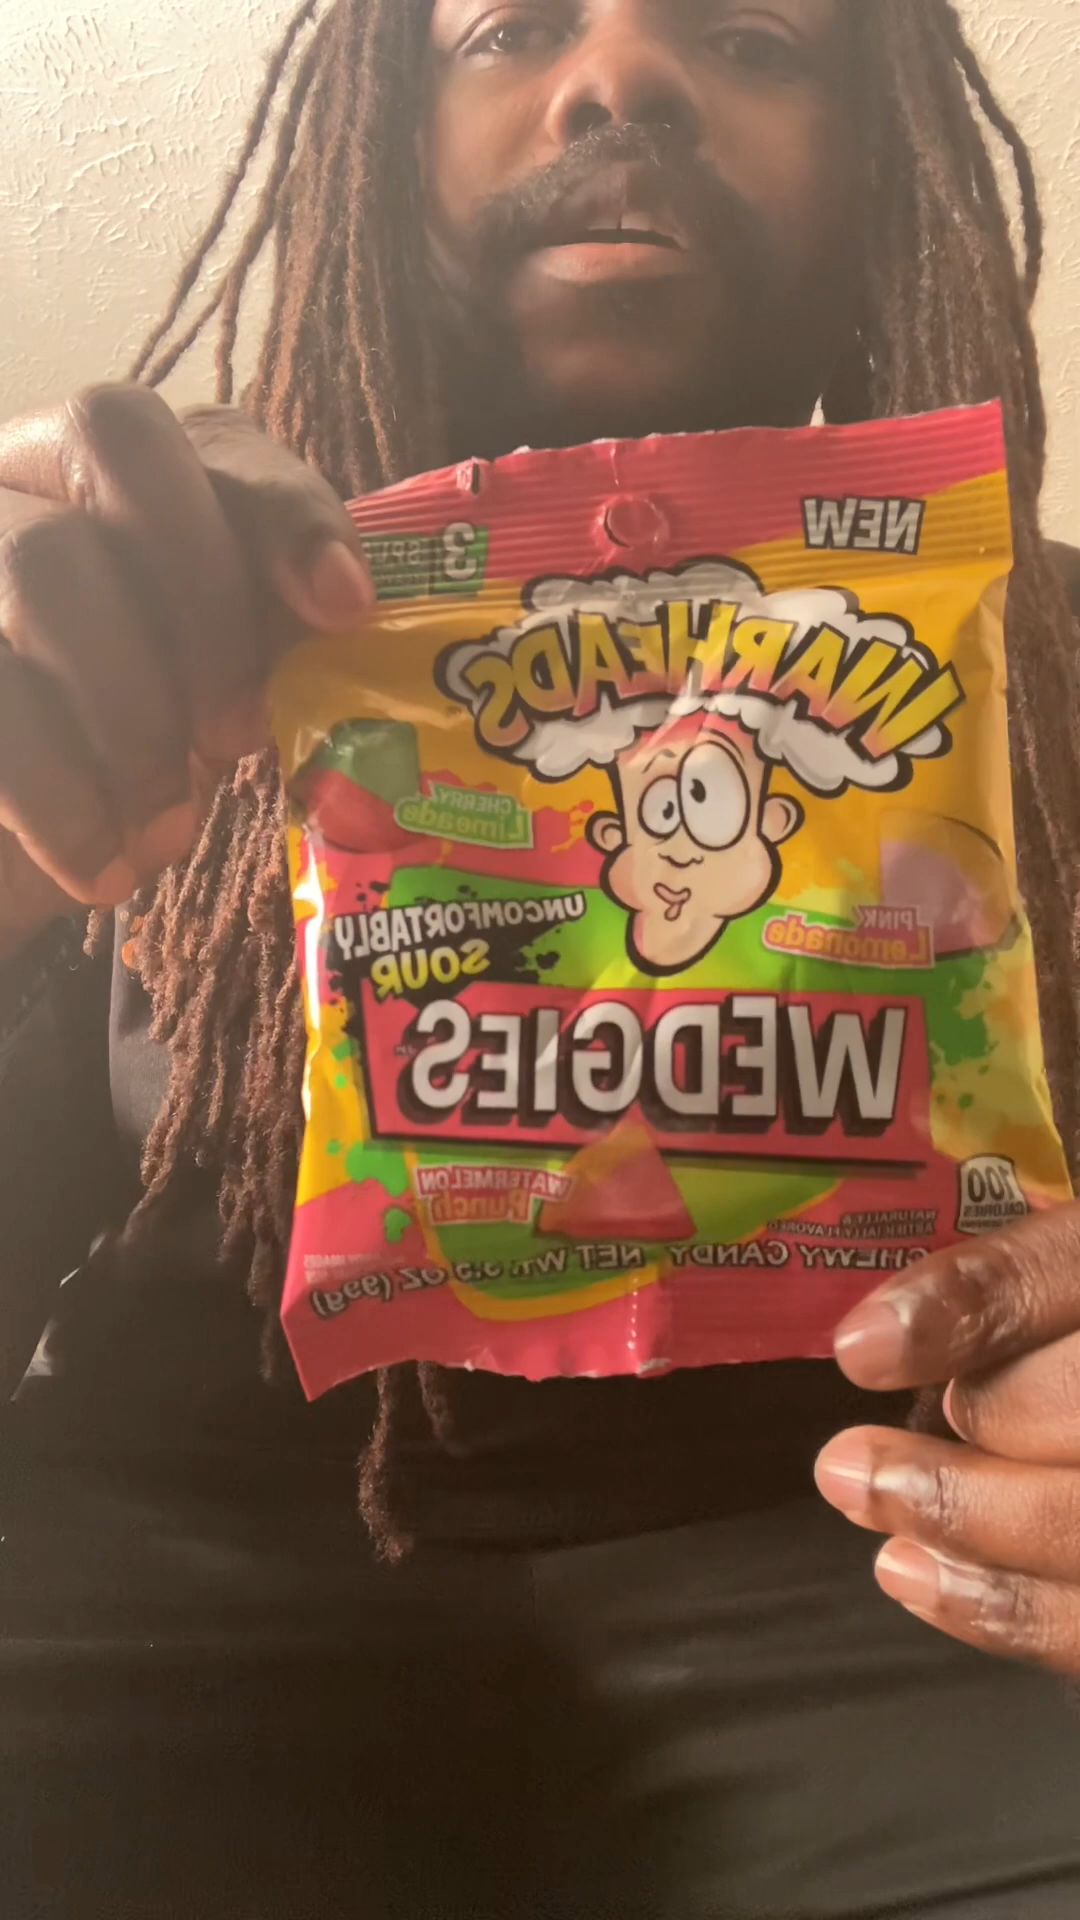 NEW
3
WARHEADS
CHERRY
Limeade
PINK
Lemonade
UNCOMFORTABLY
SOUR
WEDGIES
WATERMELON
Punch
100
CALORIES
NATURALLY &
ARTIFICIALLY FLAVORED
CHEWY CANDY NET WT. 3.5 OZ (99g)